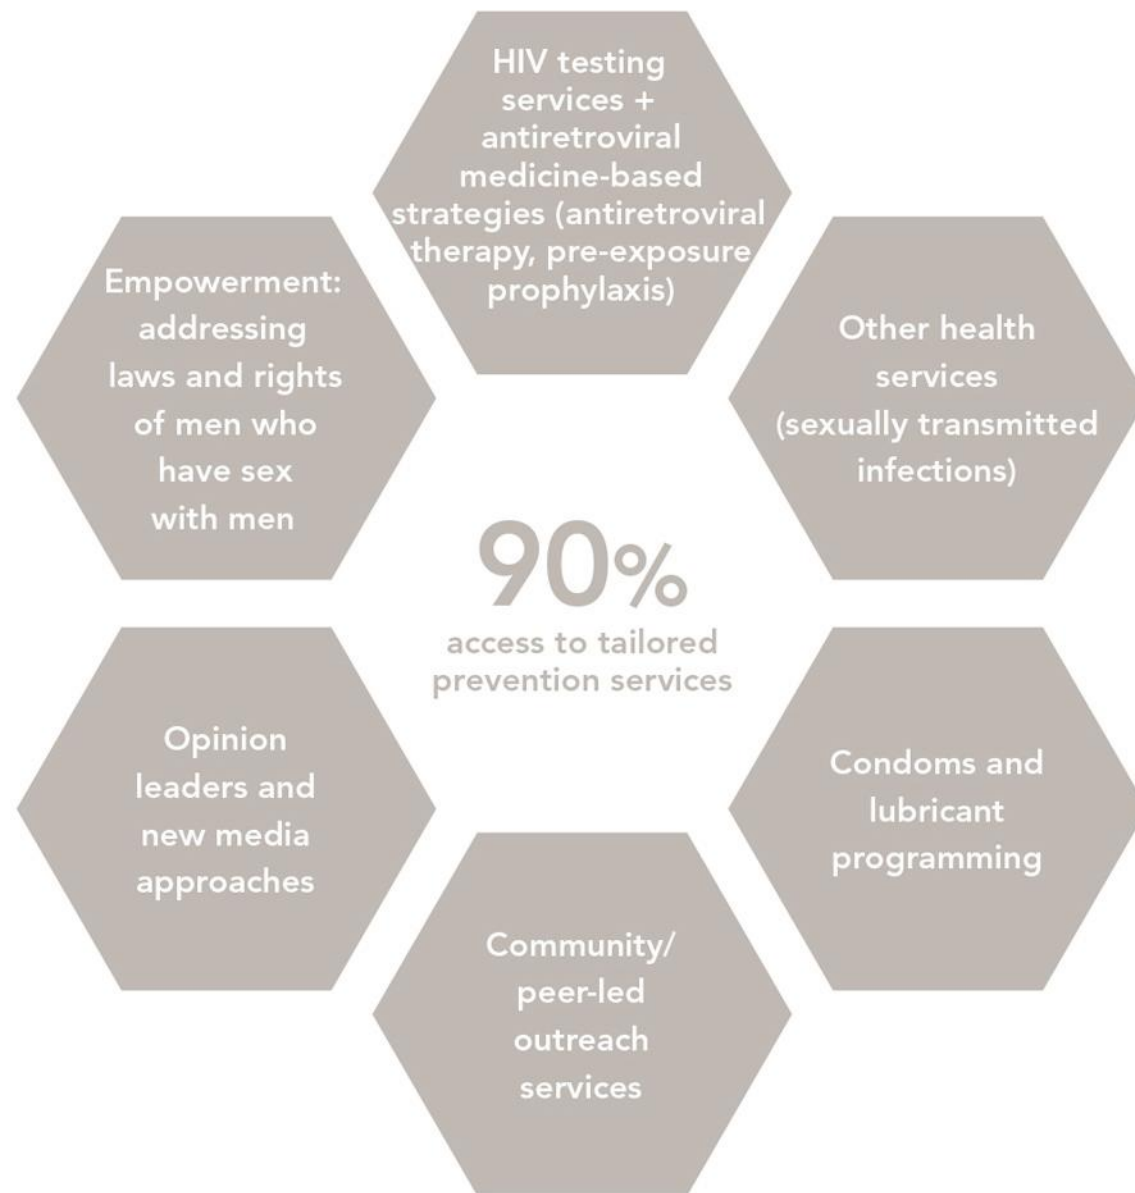 HIV testing
services +
antiretroviral
medicine-based
strategies (antiretroviral
therapy, pre-exposure
prophylaxis)
Empowerment:
addressing
laws and rights
of men who
have sex
with men
Other health
services
(sexually transmitted
infections)
90%
access to tailored
prevention services
Opinion
leaders and
new media
approaches
Condoms and
lubricant
programming
Community/
peer-led
outreach
services